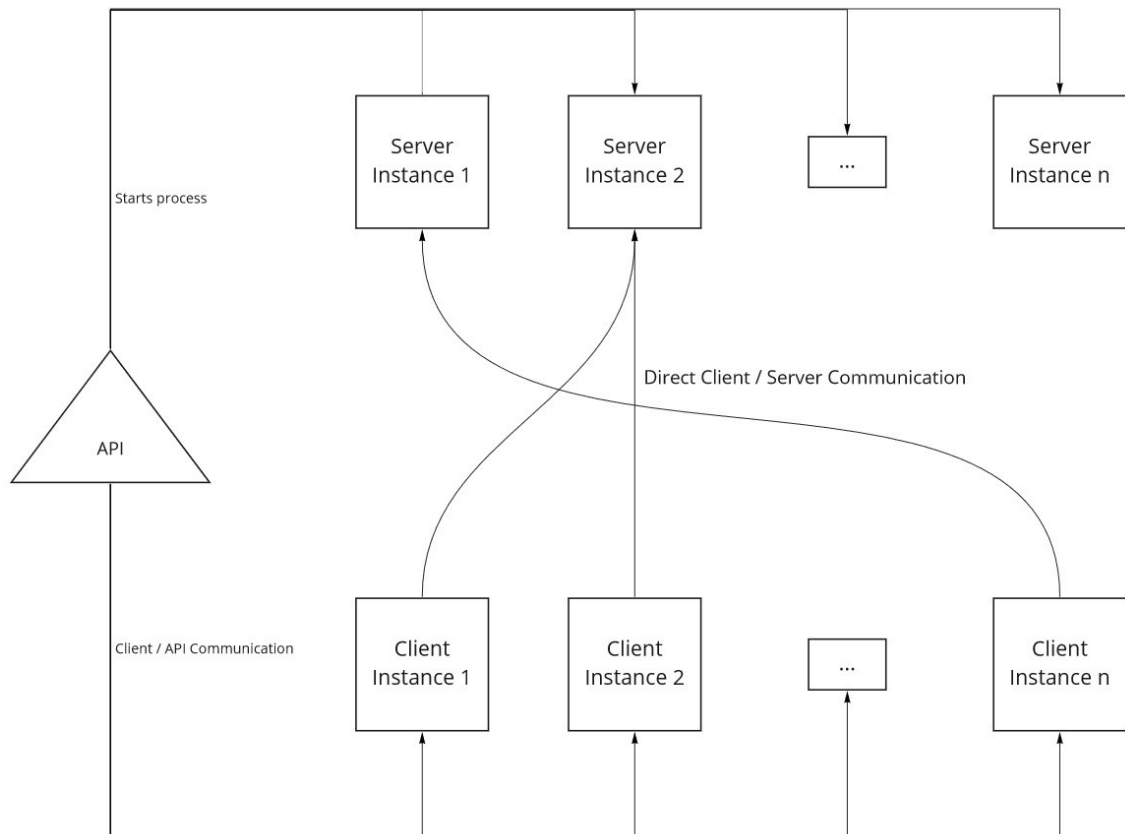 Server
Instance 1
Server
Instance 2
...
Server
Instance n
Starts process
Direct Client / Server Communication
API
Client / API Communication
Client
Instance 1
Client
Instance 2
...
Client
Instance n